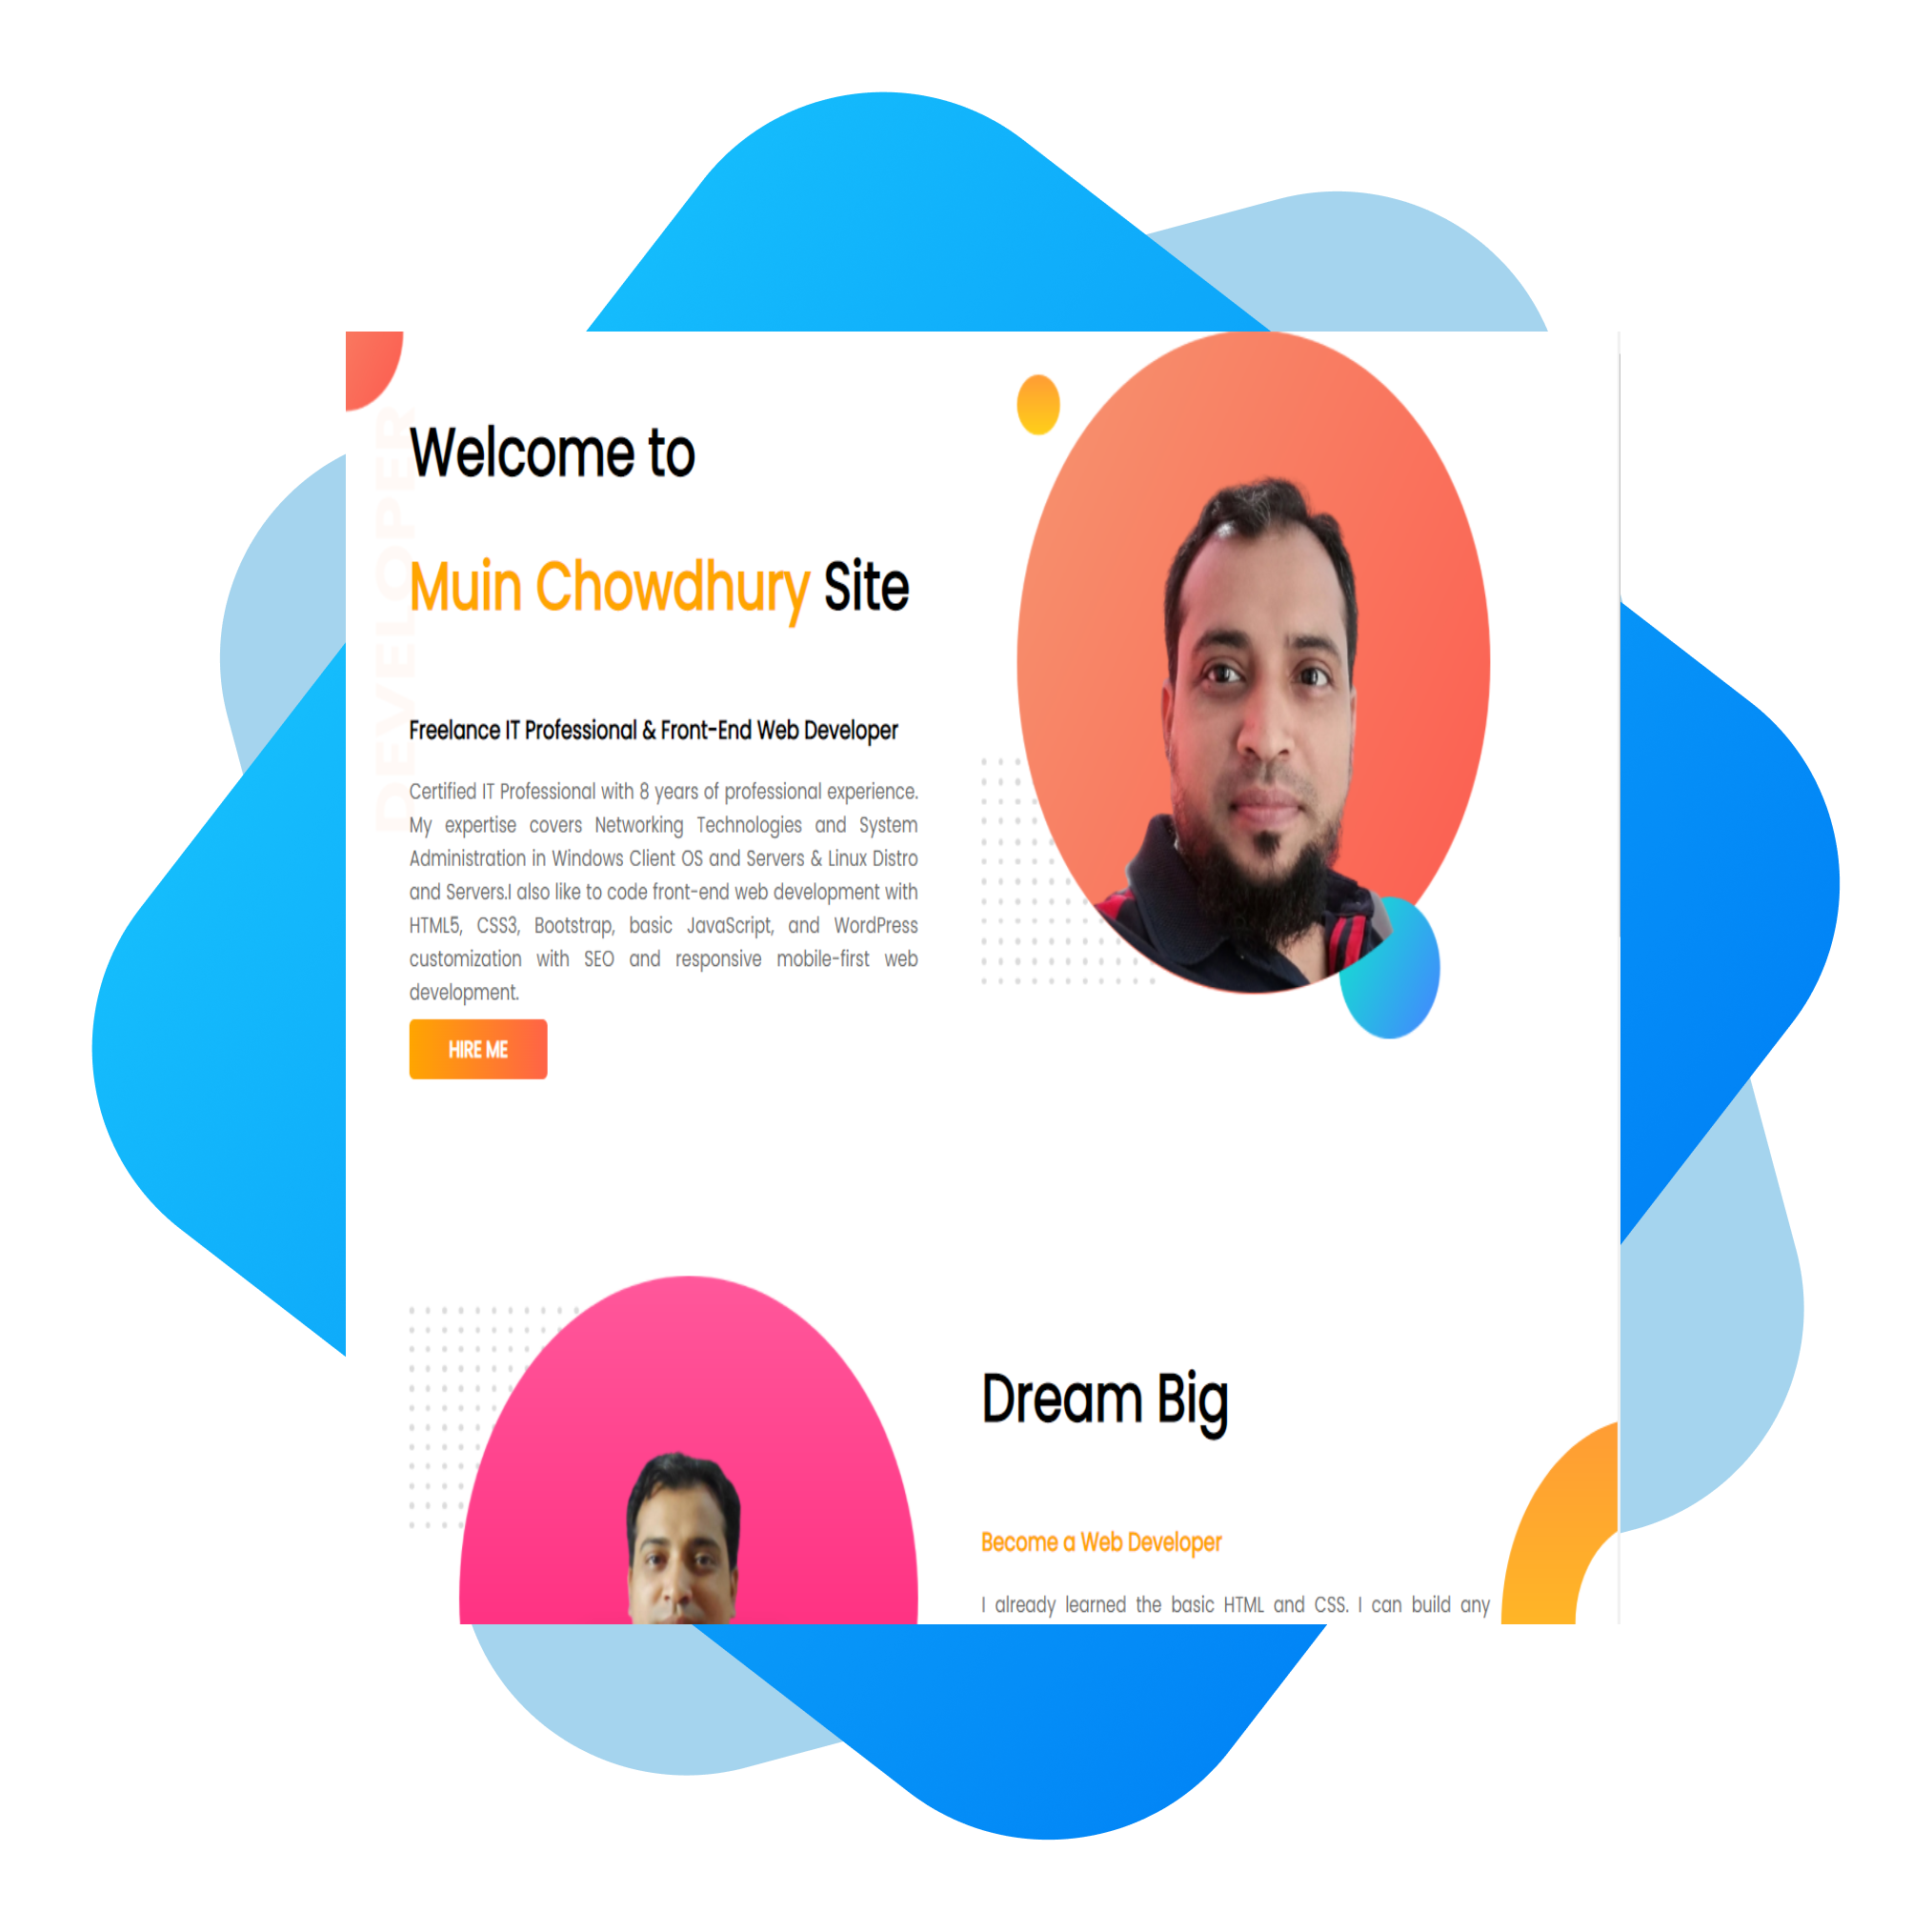 DEVELOPER
Welcome to
Muin Chowdhury Site
Freelance IT Professional & Front-End Web Developer
Certified IT Professional with 8 years of professional experience.
My expertise covers Networking Technologies and System
Administration in Windows Client OS and Servers & Linux Distro
and Servers.I also like to code front-end web development with
HTML5, CSS3, Bootstrap, basic JavaScript, and WordPress
customization with SEO and responsive mobile-first web
development.
HIRE ME
Dream Big
Become a Web Developer
I already learned the basic HTML and CSS. I can build any